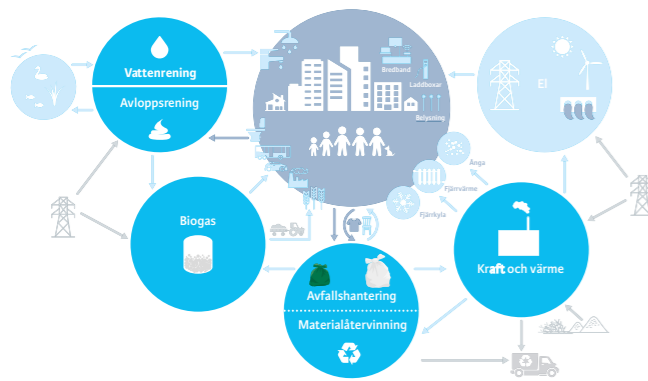 Vattenrening
Avloppsrening
Bredband
Laddboxar
Belysning
El
Ånga
Fjärrvärme
Fjärrkyla
Biogas
Kraft och värme
Avfallshantering
Materialåtervinning